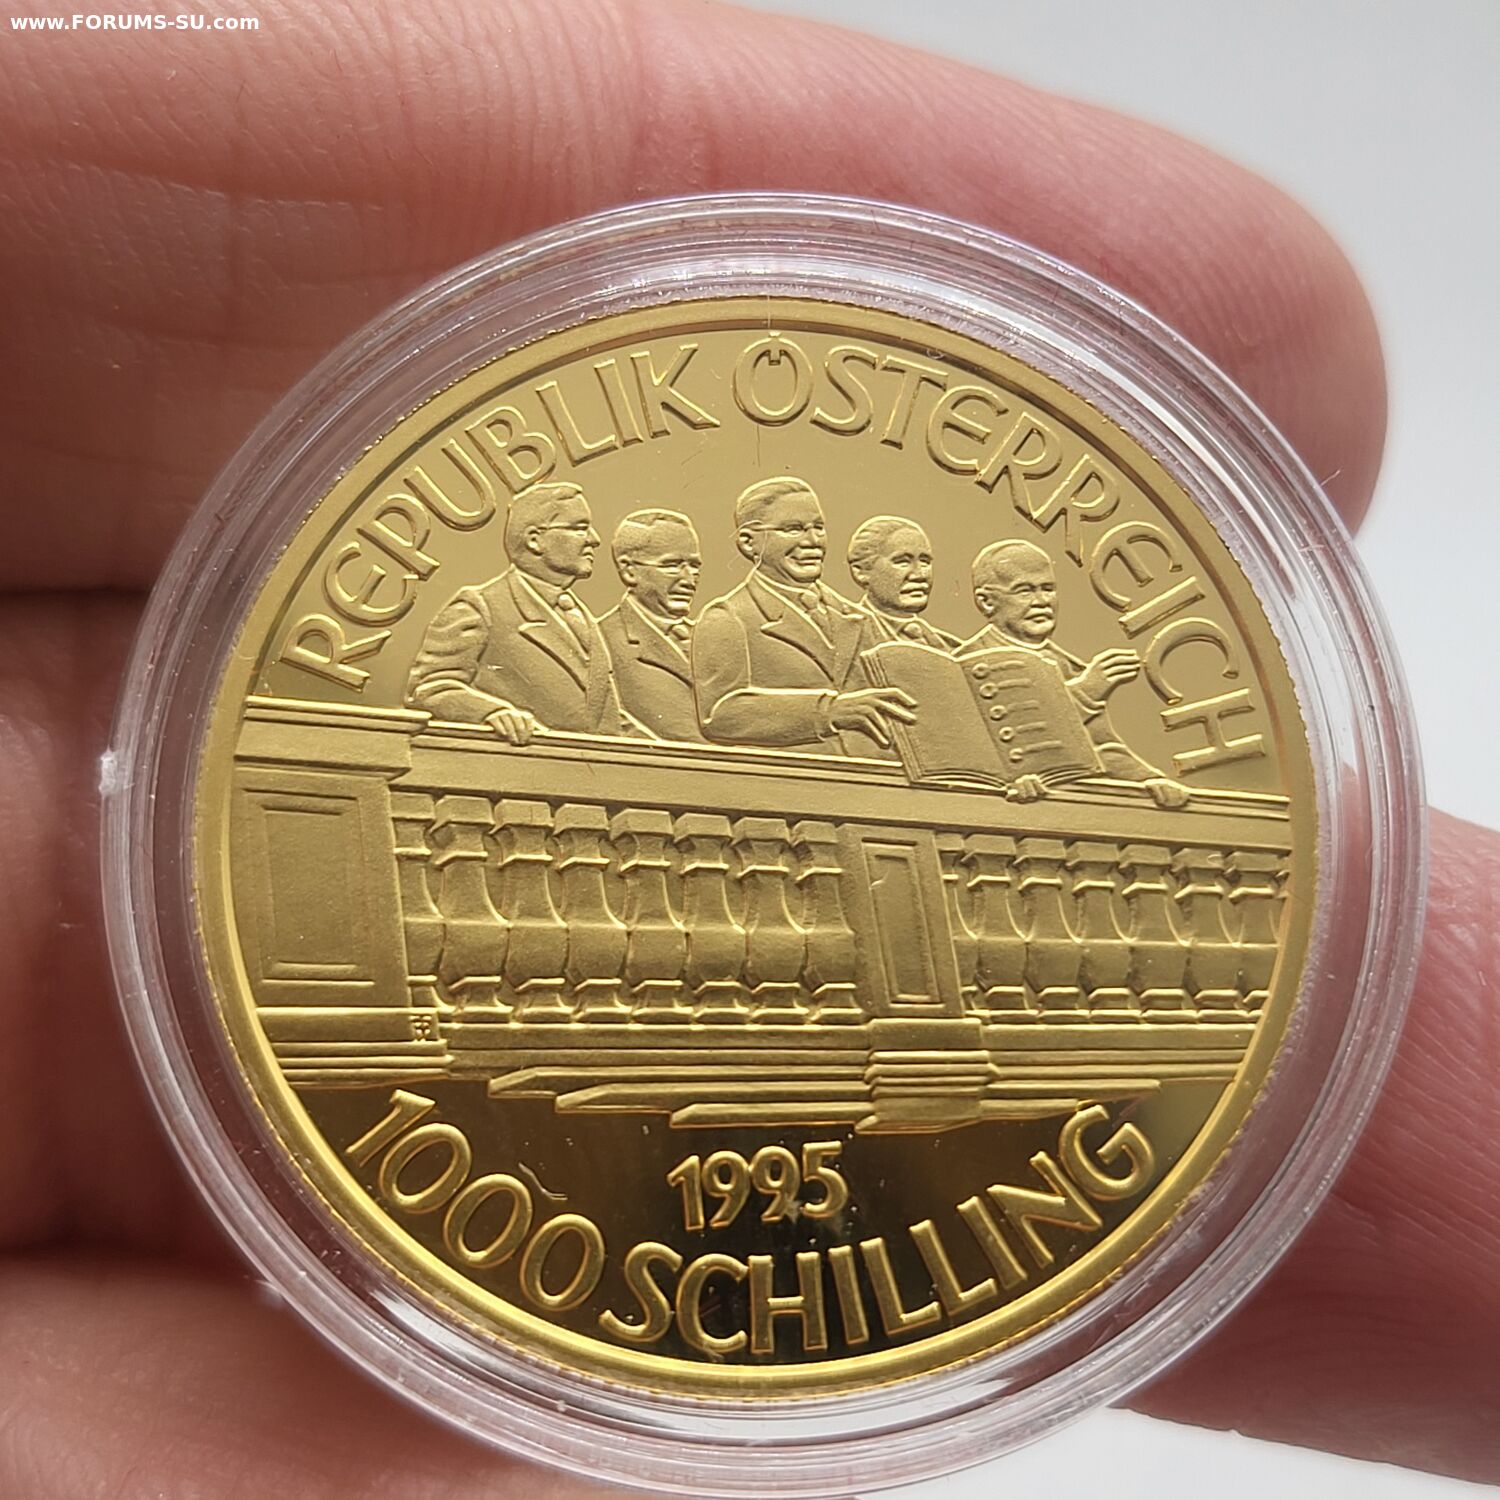 www.FORUMS-SU.com
REPUBLIK ÖSTERREICH
1995
1000 SCHILLING